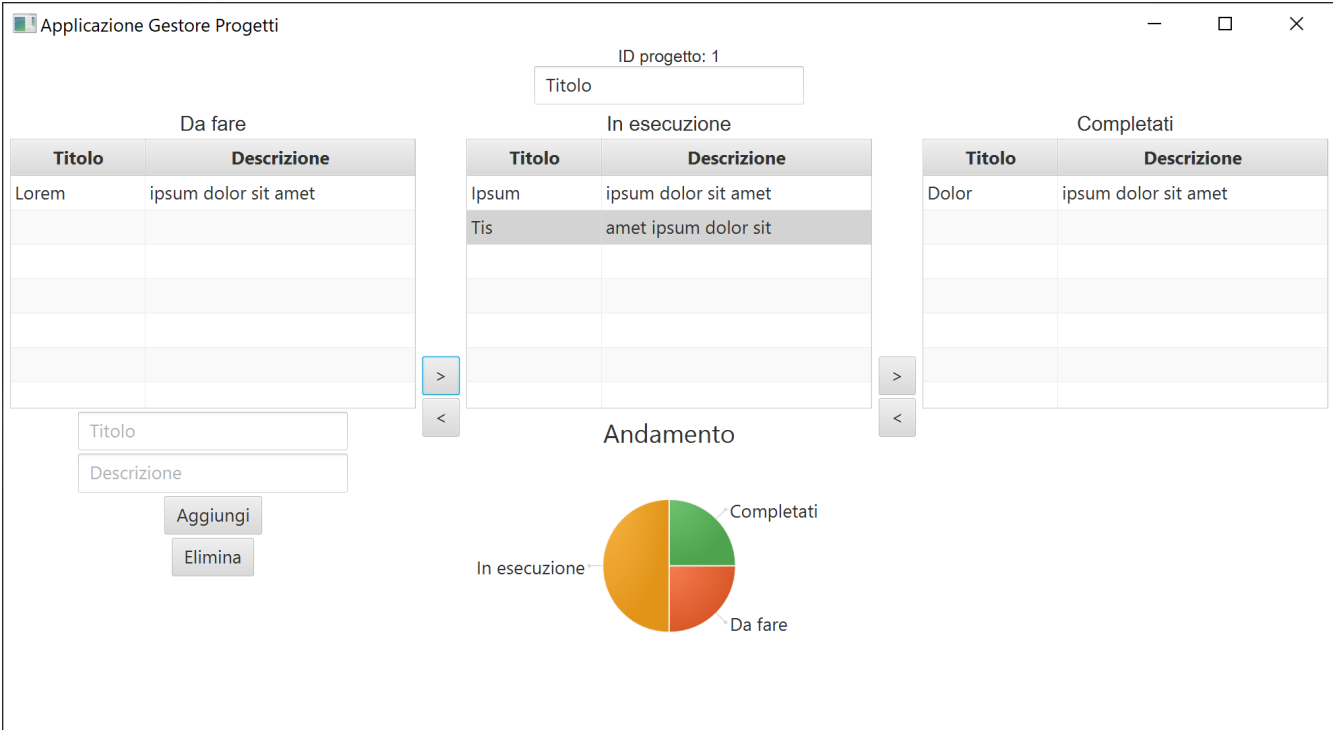 Applicazione Gestore Progetti
ID progetto: 1
Titolo
Da fare
Titolo Descrizione
Lorem ipsum dolor sit amet
In esecuzione
Titolo Descrizione
Ipsum ipsum dolor sit amet
Tis amet ipsum dolor sit
Completati
Titolo Descrizione
Dolor ipsum dolor sit amet
>
<
>
<
Titolo
Descrizione
Aggiungi
Elimina
Andamento
Completati
In esecuzione
Da fare